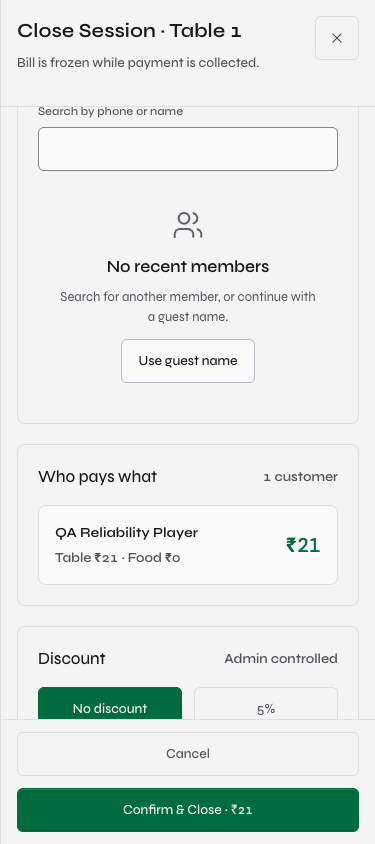 Close Session · Table 1
Bill is frozen while payment is collected.
Search by phone or name
No recent members
Search for another member, or continue with
a guest name.
Use guest name
Who pays what
1 customer
QA Reliability Player
Table ₹21 · Food ₹0
₹21
Discount
Admin controlled
No discount
5%
Cancel
Confirm & Close · ₹21